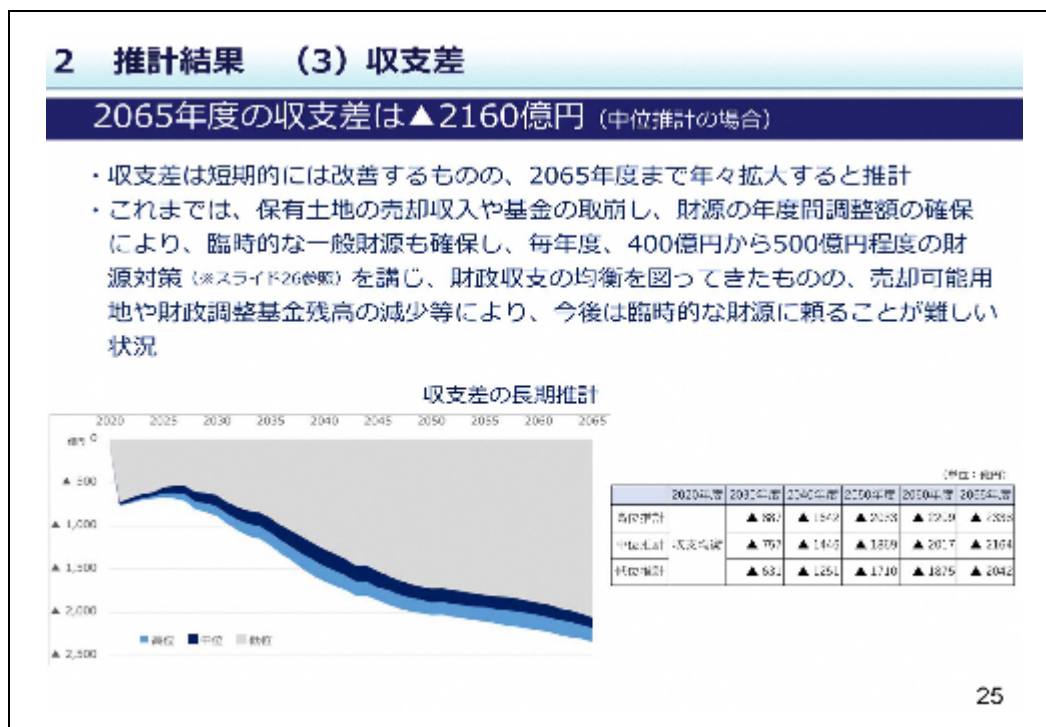 2 推計結果 (3)収支差
2065年度の収支差は▲2160億円(中位推計の場合)
・収支差は短期的には改善するものの、2065年度まで年々拡大すると推計
・これまでは、保有土地の売却収入や基金の取崩し、財源の年度間調整額の確保
により、臨時的な一般財源も確保し、毎年度、400億円から500億円程度の財
源対策(※スライド26参照)を講じ、財政収支の均衡を図ってきたものの、売却可能用
地や財政調整基金残高の減少等により、今後は臨時的な財源に頼ることが難しい
状況
収支差の長期推計
2020 2025 2030 2035 2040 2045 2050 2055 2060 2065
億円 0
▲ 500
▲ 1,000
▲ 1,500
▲ 2,000
▲ 2,500
高位 中位 低位
(単位:億円)
2020年度 2030年度 2040年度 2050年度 2060年度 2065年度
高位推計 ▲ ▲ ▲ ▲ ▲
中位推計 収支均衡 ▲ 757 ▲ ▲ ▲ 2017 ▲ 2164
低位推計 ▲ 631 ▲ 1251 ▲ 1710 ▲ 1875 ▲ 2042
25